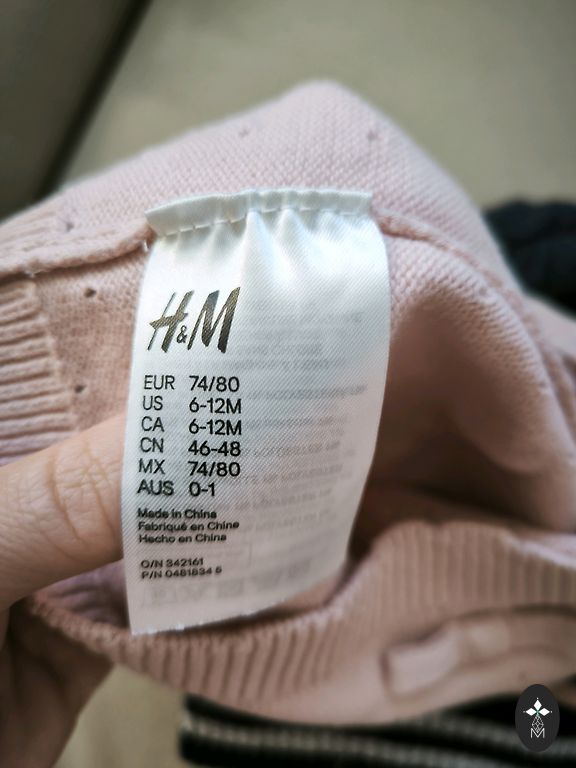 H&M
EUR 74/80
US 6-12M
CA 6-12M
CN 46-48
MX 74/80
AUS 0-1
Made in China
Fabriqué en Chine
Hecho en China
O/N 342161
P/N 0481834 5
M